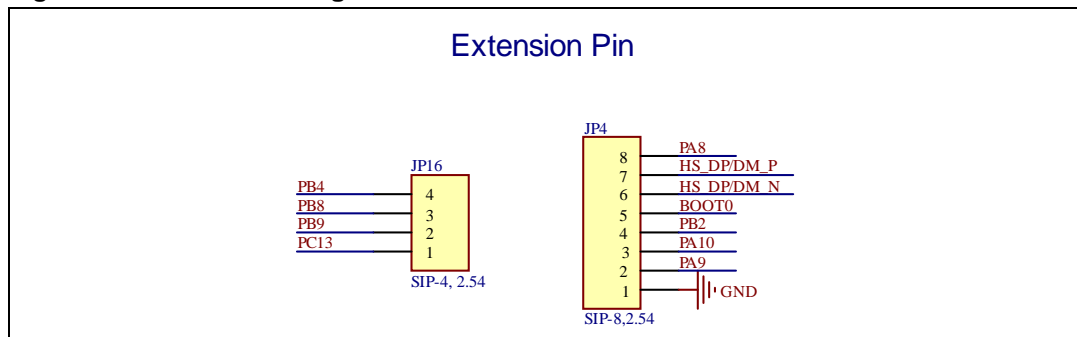 Extension Pin
JP16
PB4 4
PB8 3
PB9 2
PC13 1
SIP-4, 2.54
JP4
8 PA8
7 HS_DP/DM_P
6 HS_DP/DM_N
5 BOOT0
4 PB2
3 PA10
2 PA9
1 GND
SIP-8,2.54